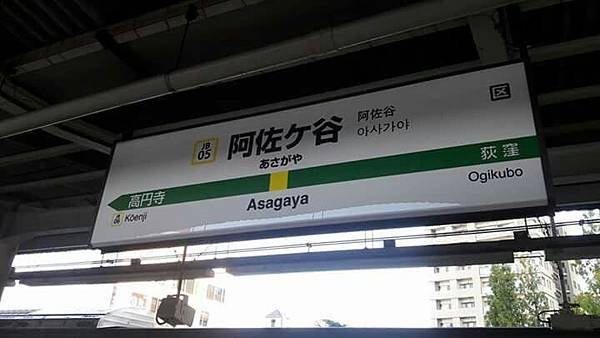 JB
05
阿佐ケ谷
あさがや
阿佐谷
아사가야
区
高円寺
Kōenji
Asagaya
荻窪
Ogikubo